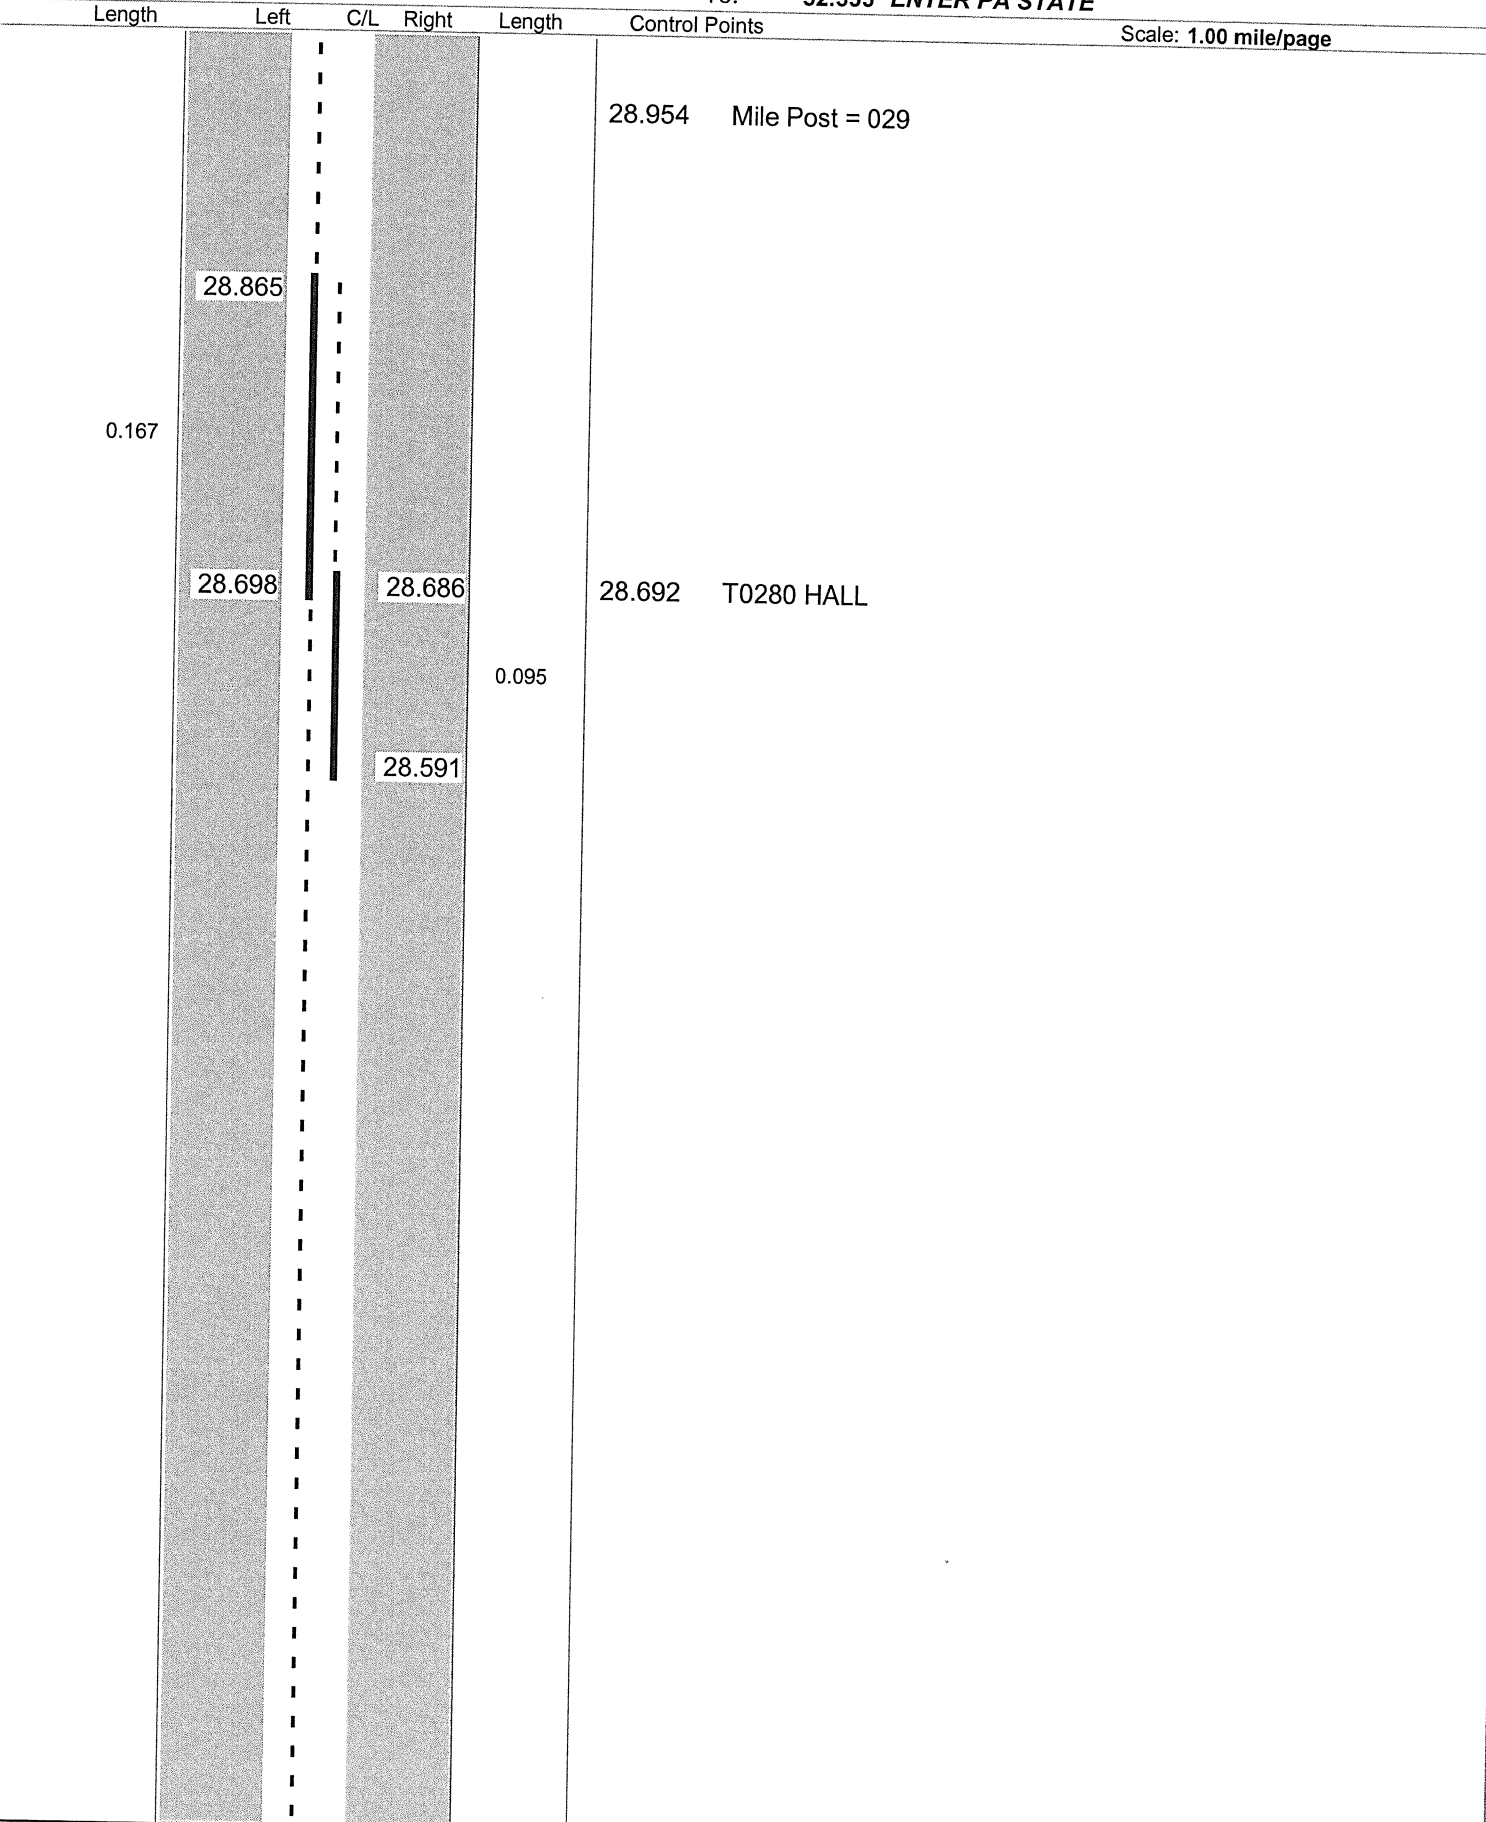 ENTER PA STATE
Length Left C/L Right Length Control Points Scale: 1.00 mile/page
28.954 Mile Post = 029
28.865
0.167
28.698 28.686 28.692 T0280 HALL
0.095
28.591